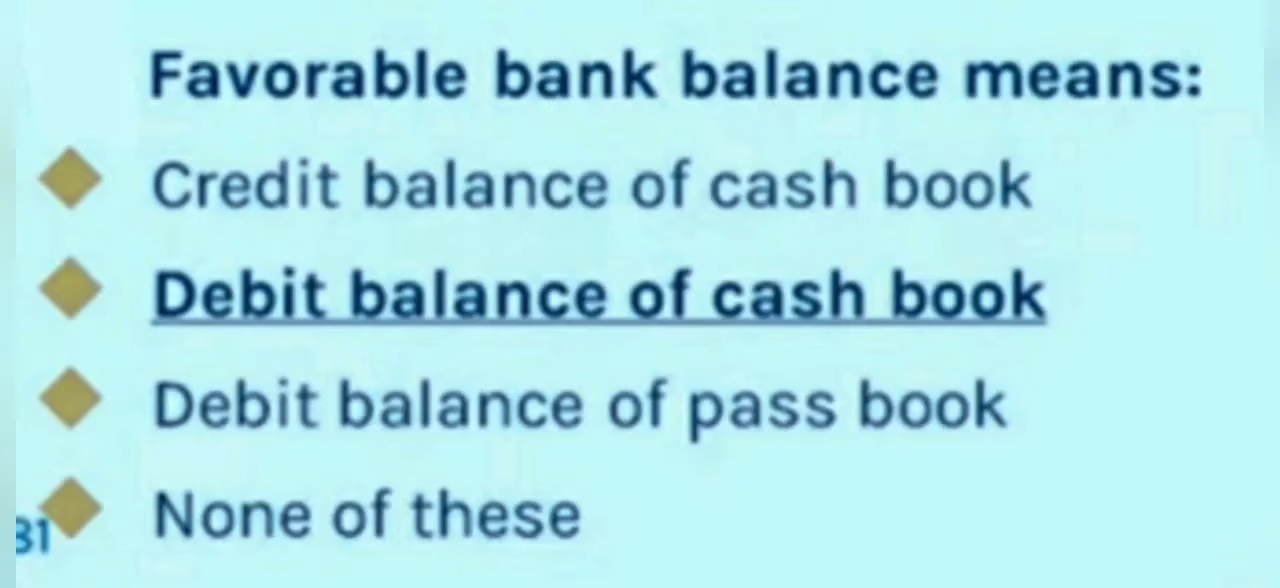 Favorable bank balance means:
Credit balance of cash book
Debit balance of cash book
Debit balance of pass book
None of these
31